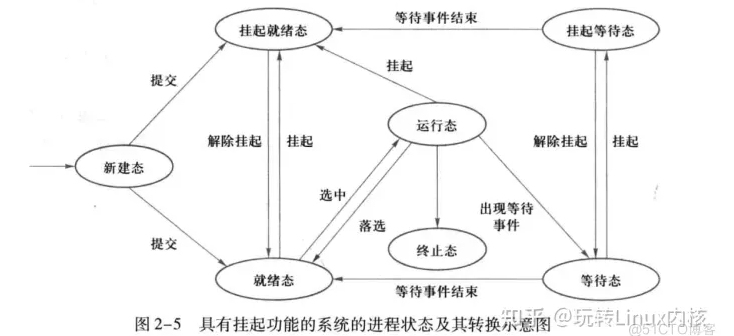 挂起就绪态
等待事件结束
挂起等待态
提交
挂起
解除挂起
挂起
运行态
解除挂起
挂起
新建态
选中
落选
出现等待
事件
提交
终止态
就绪态
等待事件结束
等待态
知乎 @玩转Linux内核
@51CTO博客
图 2-5 具有挂起功能的系统的进程状态及其转换示意图